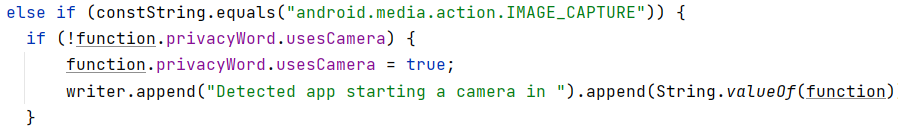 else if (constString.equals("android.media.action.IMAGE_CAPTURE")) {
if (!function.privacyWord.usesCamera) {
function.privacyWord.usesCamera = true;
writer.append("Detected app starting a camera in ").append(String.valueOf(function)
}